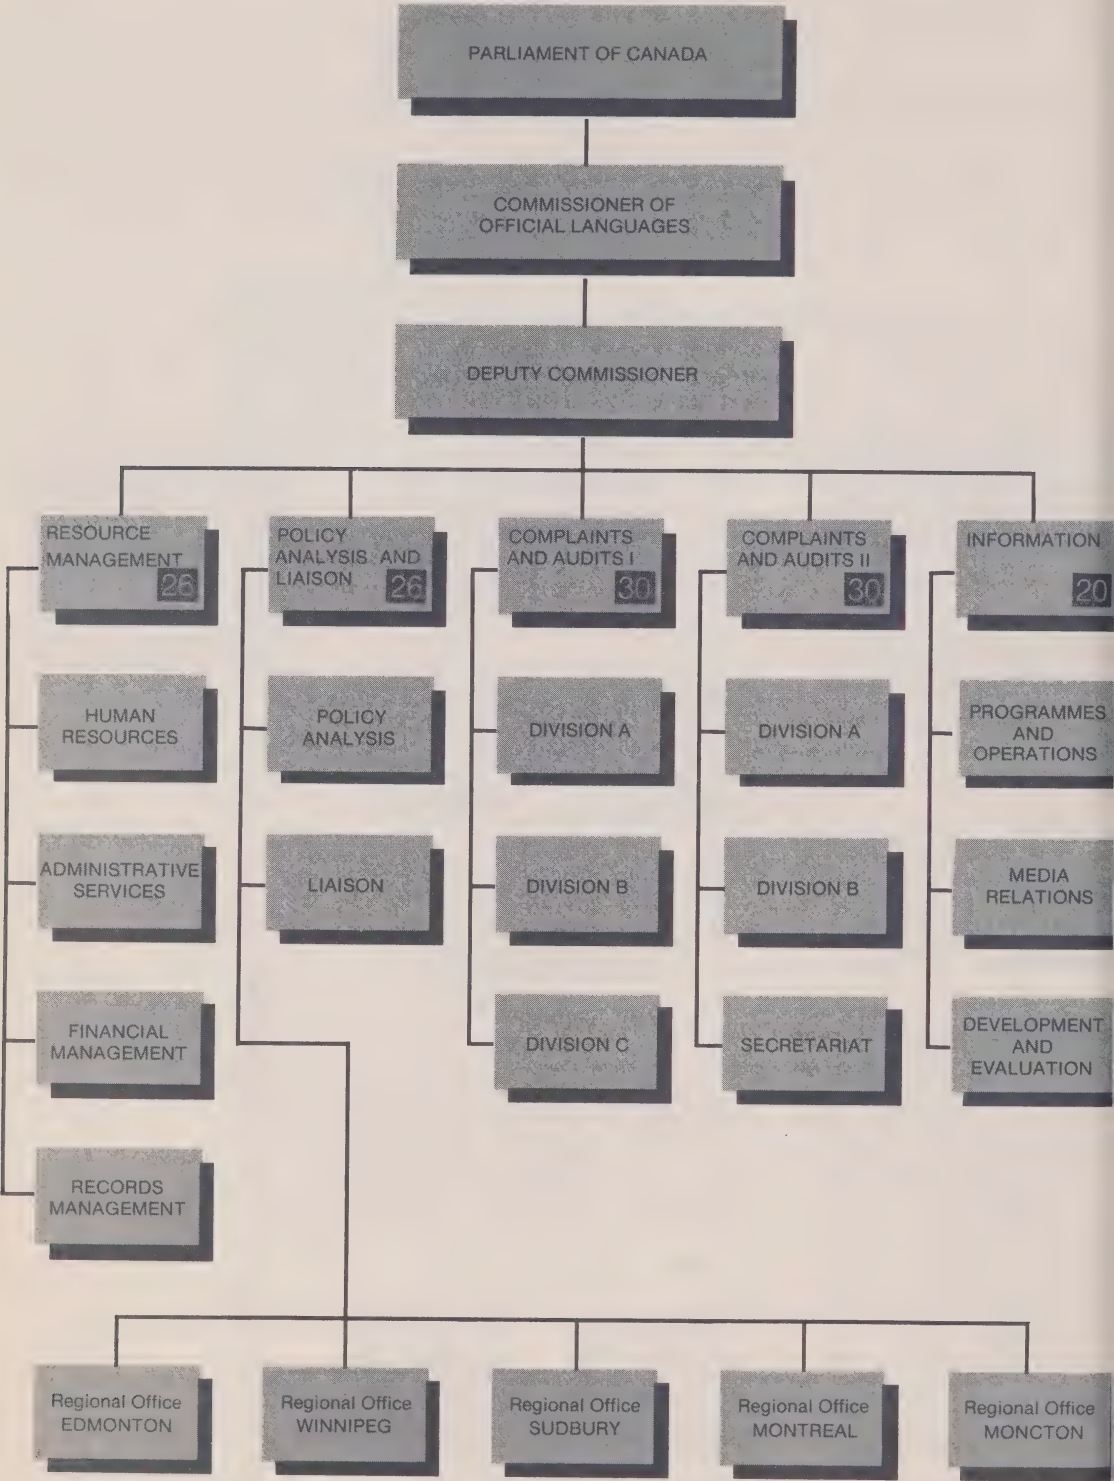 PARLIAMENT OF CANADA
COMMISSIONER OF
OFFICIAL LANGUAGES
DEPUTY COMMISSIONER
RESOURCE
MANAGEMENT
26
POLICY
ANALYSIS AND
LIAISON
26
COMPLAINTS
AND AUDITS I
30
COMPLAINTS
AND AUDITS II
30
INFORMATION
20
HUMAN
RESOURCES
POLICY
ANALYSIS
DIVISION A
DIVISION A
PROGRAMMES
AND
OPERATIONS
ADMINISTRATIVE
SERVICES
LIAISON
DIVISION B
DIVISION B
MEDIA
RELATIONS
FINANCIAL
MANAGEMENT
DIVISION C
SECRETARIAT
DEVELOPMENT
AND
EVALUATION
RECORDS
MANAGEMENT
Regional Office
EDMONTON
Regional Office
WINNIPEG
Regional Office
SUDBURY
Regional Office
MONTREAL
Regional Office
MONCTON